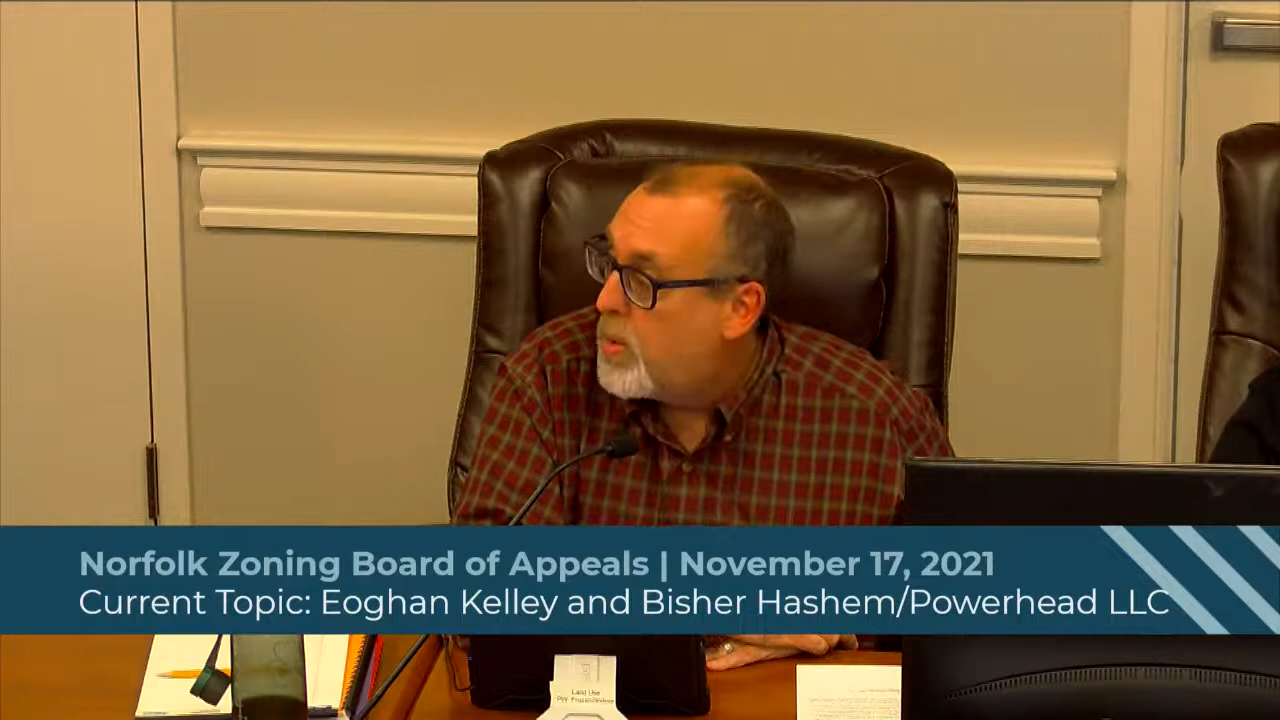 Norfolk Zoning Board of Appeals | November 17, 2021
Current Topic: Eoghan Kelley and Bisher Hashem/Powerhead LLC
Land Use